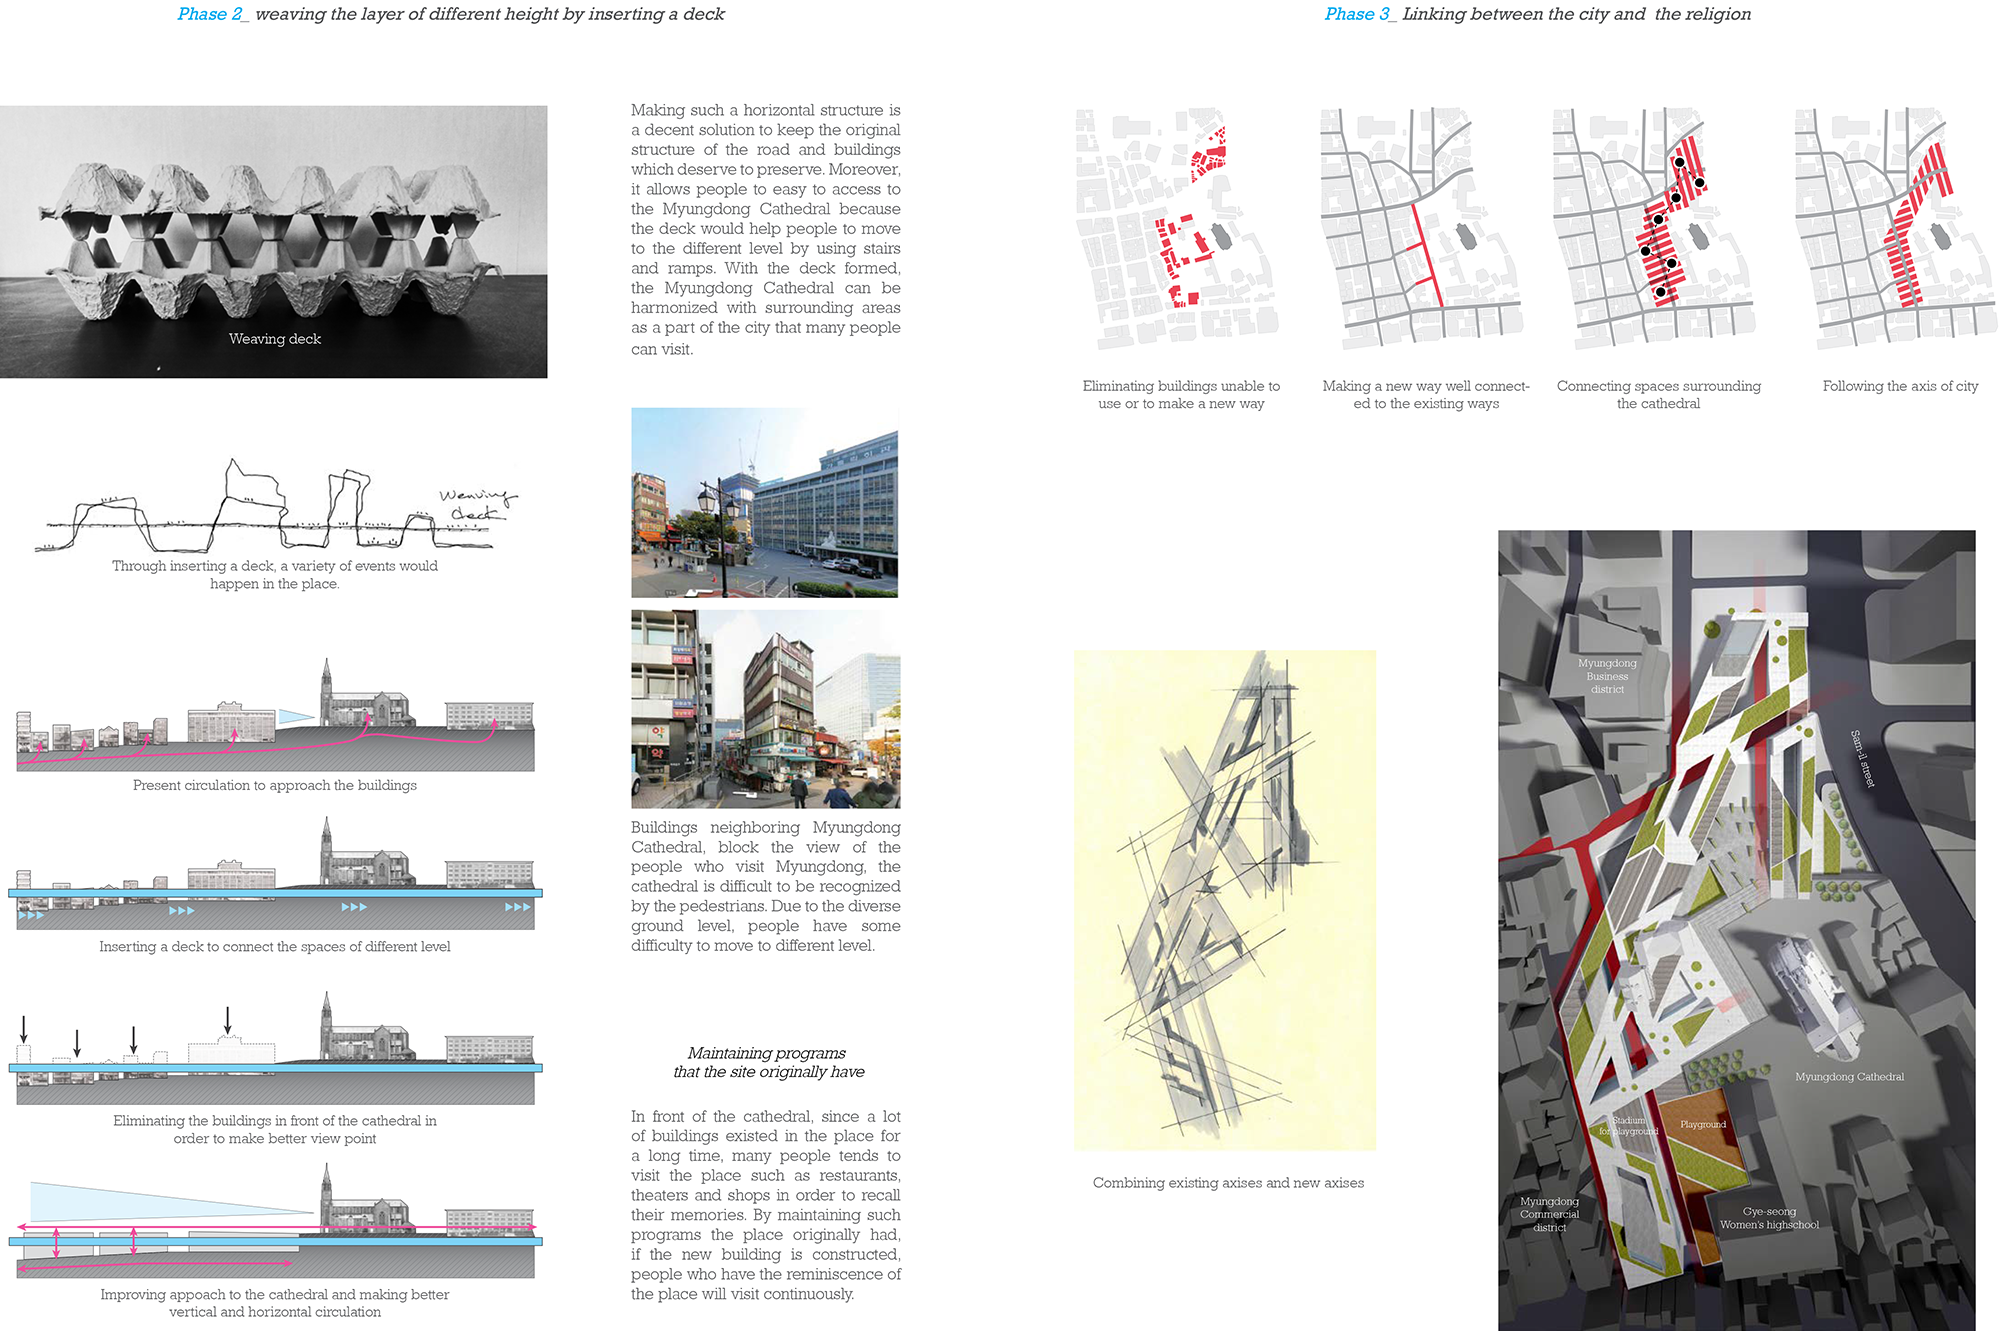 Phase 2_ weaving the layer of different height by inserting a deck
Weaving deck
Weaving
deck
Through inserting a deck, a variety of events would
happen in the place.
Present circulation to approach the buildings
Inserting a deck to connect the spaces of different level
Eliminating the buildings in front of the cathedral in
order to make better view point
Improving appoach to the cathedral and making better
vertical and horizontal circulation
Making such a horizontal structure is
a decent solution to keep the original
structure of the road and buildings
which deserve to preserve. Moreover,
it allows people to easy to access to
the Myungdong Cathedral because
the deck would help people to move
to the different level by using stairs
and ramps. With the deck formed,
the Myungdong Cathedral can be
harmonized with surrounding areas
as a part of the city that many people
can visit.
약
약
Buildings neighboring Myungdong
Cathedral, block the view of the
people who visit Myungdong, the
cathedral is difficult to be recognized
by the pedestrians. Due to the diverse
ground level, people have some
difficulty to move to different level.
Maintaining programs
that the site originally have
In front of the cathedral, since a lot
of buildings existed in the place for
a long time, many people tends to
visit the place such as restaurants,
theaters and shops in order to recall
their memories. By maintaining such
programs the place originally had,
if the new building is constructed,
people who have the reminiscence of
the place will visit continuously.
Phase 3_ Linking between the city and the religion
Eliminating buildings unable to
use or to make a new way
Making a new way well connect-
ed to the existing ways
Connecting spaces surrounding
the cathedral
Following the axis of city
Combining existing axises and new axises
Myungdong
Business
district
Sam-il street
Myungdong Cathedral
Stadium
for playground
Playground
Myungdong
Commercial
district
Gye-seong
Women's highschool